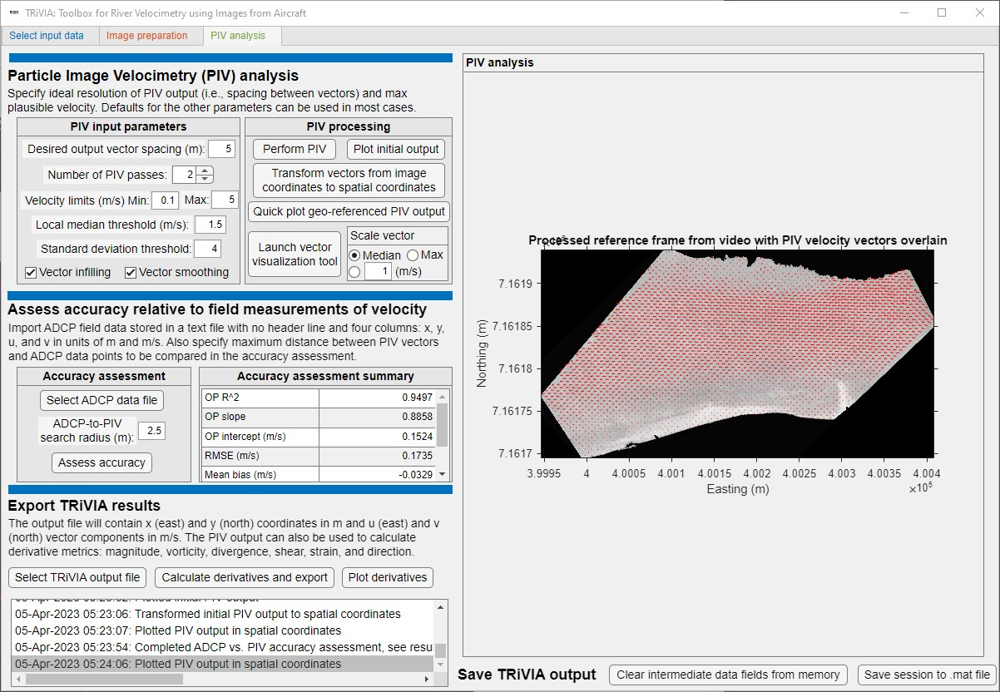 TRiVIA: Toolbox for River Velocimetry using Images from Aircraft
Select input data
Image preparation
PIV analysis
Particle Image Velocimetry (PIV) analysis
Specify ideal resolution of PIV output (i.e., spacing between vectors) and max
plausible velocity. Defaults for the other parameters can be used in most cases.
PIV input parameters
Desired output vector spacing (m): 5
Number of PIV passes: 2
Velocity limits (m/s) Min: 0.1 Max: 5
Local median threshold (m/s): 1.5
Standard deviation threshold: 4
Vector infilling Vector smoothing
PIV processing
Perform PIV Plot initial output
Transform vectors from image
coordinates to spatial coordinates
Quick plot geo-referenced PIV output
Launch vector
visualization tool
Scale vector
Median Max
1 (m/s)
Assess accuracy relative to field measurements of velocity
Import ADCP field data stored in a text file with no header line and four columns: x, y,
u, and v in units of m and m/s. Also specify maximum distance between PIV vectors
and ADCP data points to be compared in the accuracy assessment.
Accuracy assessment
Select ADCP data file
ADCP-to-PIV
search radius (m): 2.5
Assess accuracy
Accuracy assessment summary
OP R^2 0.9497
OP slope 0.8858
OP intercept (m/s) 0.1524
RMSE (m/s) 0.1735
Mean bias (m/s) -0.0329
Export TRiVIA results
The output file will contain x (east) and y (north) coordinates in m and u (east) and v
(north) vector components in m/s. The PIV output can also be used to calculate
derivative metrics: magnitude, vorticity, divergence, shear, strain, and direction.
Select TRiVIA output file Calculate derivatives and export Plot derivatives
Plotted initial PIV output
05-Apr-2023 05:23:06: Transformed initial PIV output to spatial coordinates
05-Apr-2023 05:23:07: Plotted PIV output in spatial coordinates
05-Apr-2023 05:23:54: Completed ADCP vs. PIV accuracy assessment, see resu
05-Apr-2023 05:24:06: Plotted PIV output in spatial coordinates
PIV analysis
Processed reference frame from video with PIV velocity vectors overlain
7.1619
7.16185
7.1618
7.16175
7.1617
Northing (m)
3.9995 4 4.0005 4.001 4.0015 4.002 4.0025 4.003 4.0035 4.004
Easting (m)
×10⁵
Save TRiVIA output Clear intermediate data fields from memory Save session to .mat file